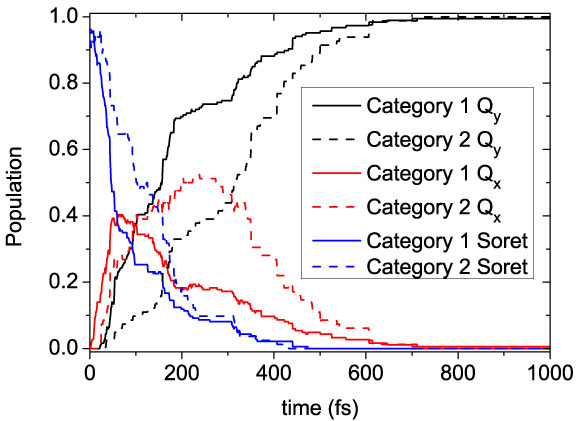 1.0
0.8
0.6
0.4
0.2
0.0
Population
Category 1 Qy
Category 2 Qy
Category 1 Qx
Category 2 Qx
Category 1 Soret
Category 2 Soret
0 200 400 600 800 1000
time (fs)